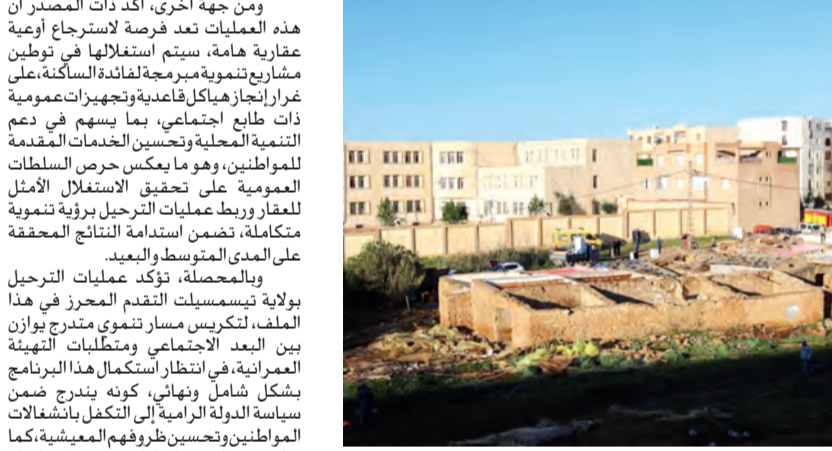 ومن جهة أخرى، أكد ذات المصدر أن
هذه العمليات تعد فرصة لاسترجاع أوعية
عقارية هامة، سيتم استغلالها في توطين
مشاريع تنموية مبرمجة لفائدة الساكنة، على
غرار إنجاز هياكل قاعدية وتجهيزات عمومية
ذات طابع اجتماعي، بما يسهم في دعم
التنمية المحلية وتحسين الخدمات المقدمة
للمواطنين، وهو ما يعكس حرص السلطات
العمومية على تحقيق الاستغلال الأمثل
للعقار وربط عمليات الترحيل برؤية تنموية
متكاملة، تضمن استدامة النتائج المحققة
على المدى المتوسط والبعيد.
وبالمحصلة، تؤكد عمليات الترحيل
بولاية تيسمسيلت التقدم المحرز في هذا
الملف، لتكريس مسار تنموي متدرج يوازن
بين البعد الاجتماعي ومتطلبات التهيئة
العمرانية، في انتظار استكمال هذا البرنامج
بشكل شامل ونهائي، كونه يندرج ضمن
سياسة الدولة الرامية إلى التكفل بانشغالات
المواطنين وتحسين ظروفهم المعيشية، كما